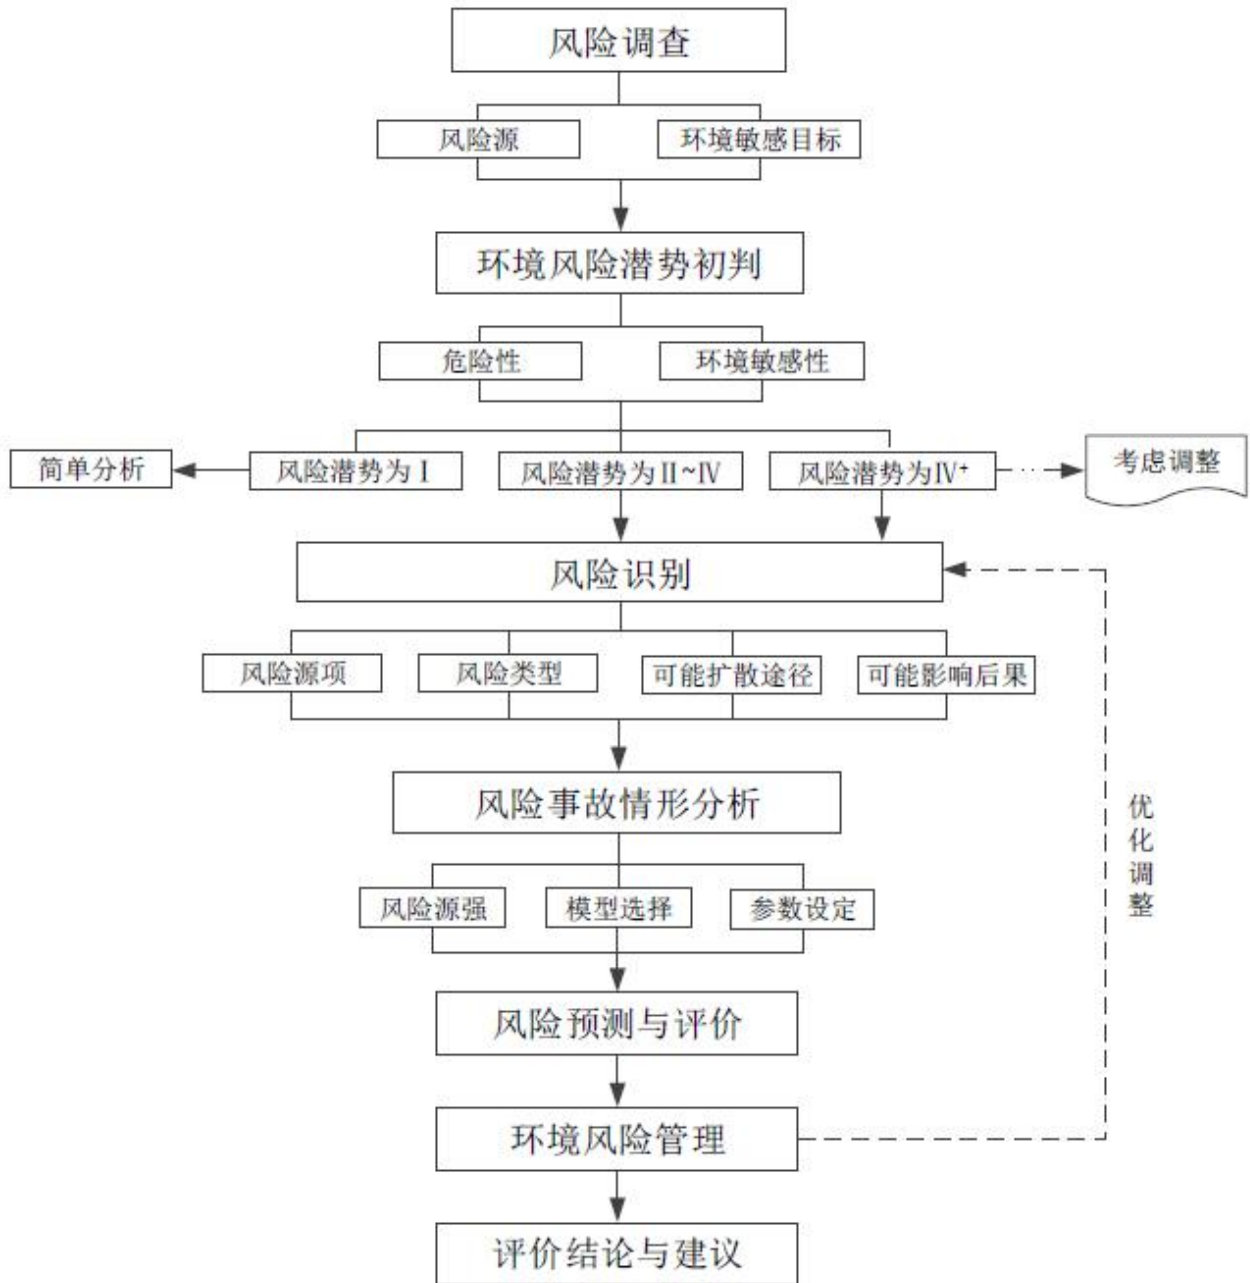 风险调查
风险源
环境敏感目标
环境风险潜势初判
危险性
环境敏感性
简单分析
风险潜势为Ⅰ
风险潜势为Ⅱ~Ⅳ
风险潜势为Ⅳ⁺
考虑调整
风险识别
风险源项
风险类型
可能扩散途径
可能影响后果
风险事故情形分析
优化调整
风险源强
模型选择
参数设定
风险预测与评价
环境风险管理
评价结论与建议